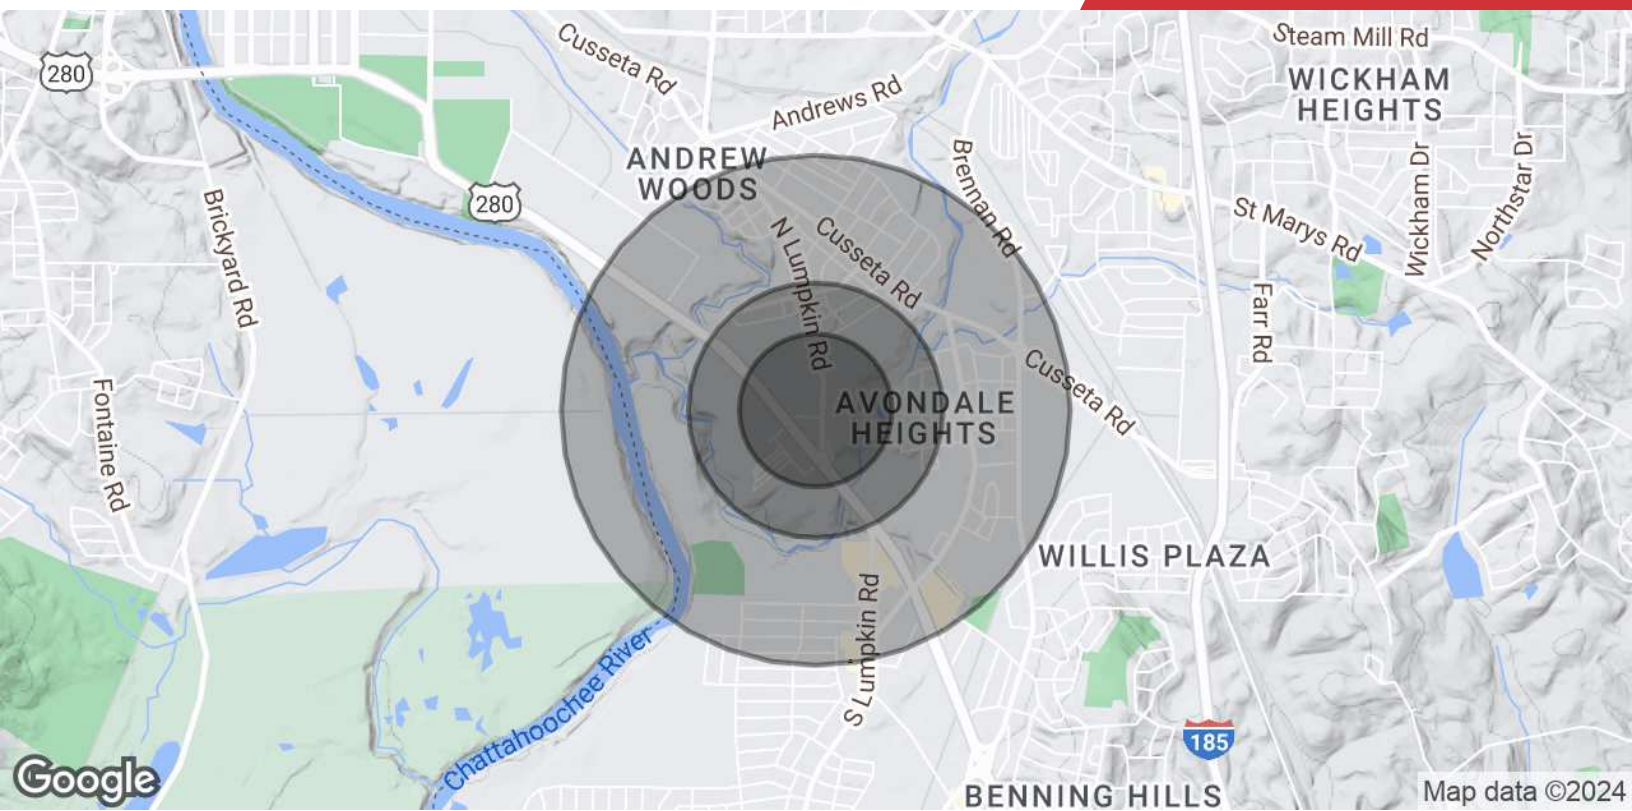 Steam Mill Rd
Cusseta Rd
280
WICKHAM
HEIGHTS
Andrews Rd
ANDREW
WOODS
Brennan Rd
Wickham Dr
Northstar Dr
280
Brickyard Rd
St Marys Rd
N Lumpkin Rd
Cusseta Rd
Farr Rd
Cusseta Rd
Fontaine Rd
AVONDALE
HEIGHTS
WILLIS PLAZA
S Lumpkin Rd
Chattahoochee River
185
Google
BENNING HILLS
Map data ©2024